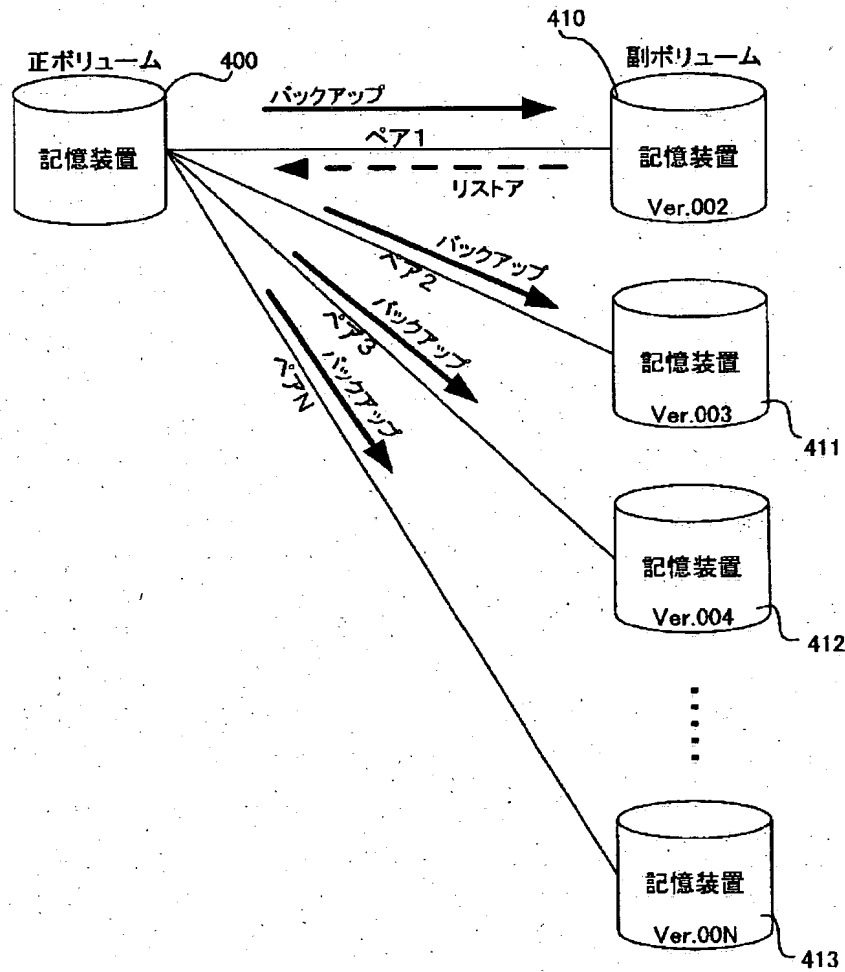 410
正ボリューム
400
副ボリューム
記憶装置
バックアップ
ペア1
リストア
記憶装置
Ver.002
バックアップ
ペア2
記憶装置
Ver.003
411
バックアップ
ペア3
記憶装置
Ver.004
412
バックアップ
ペアN
記憶装置
Ver.00N
413